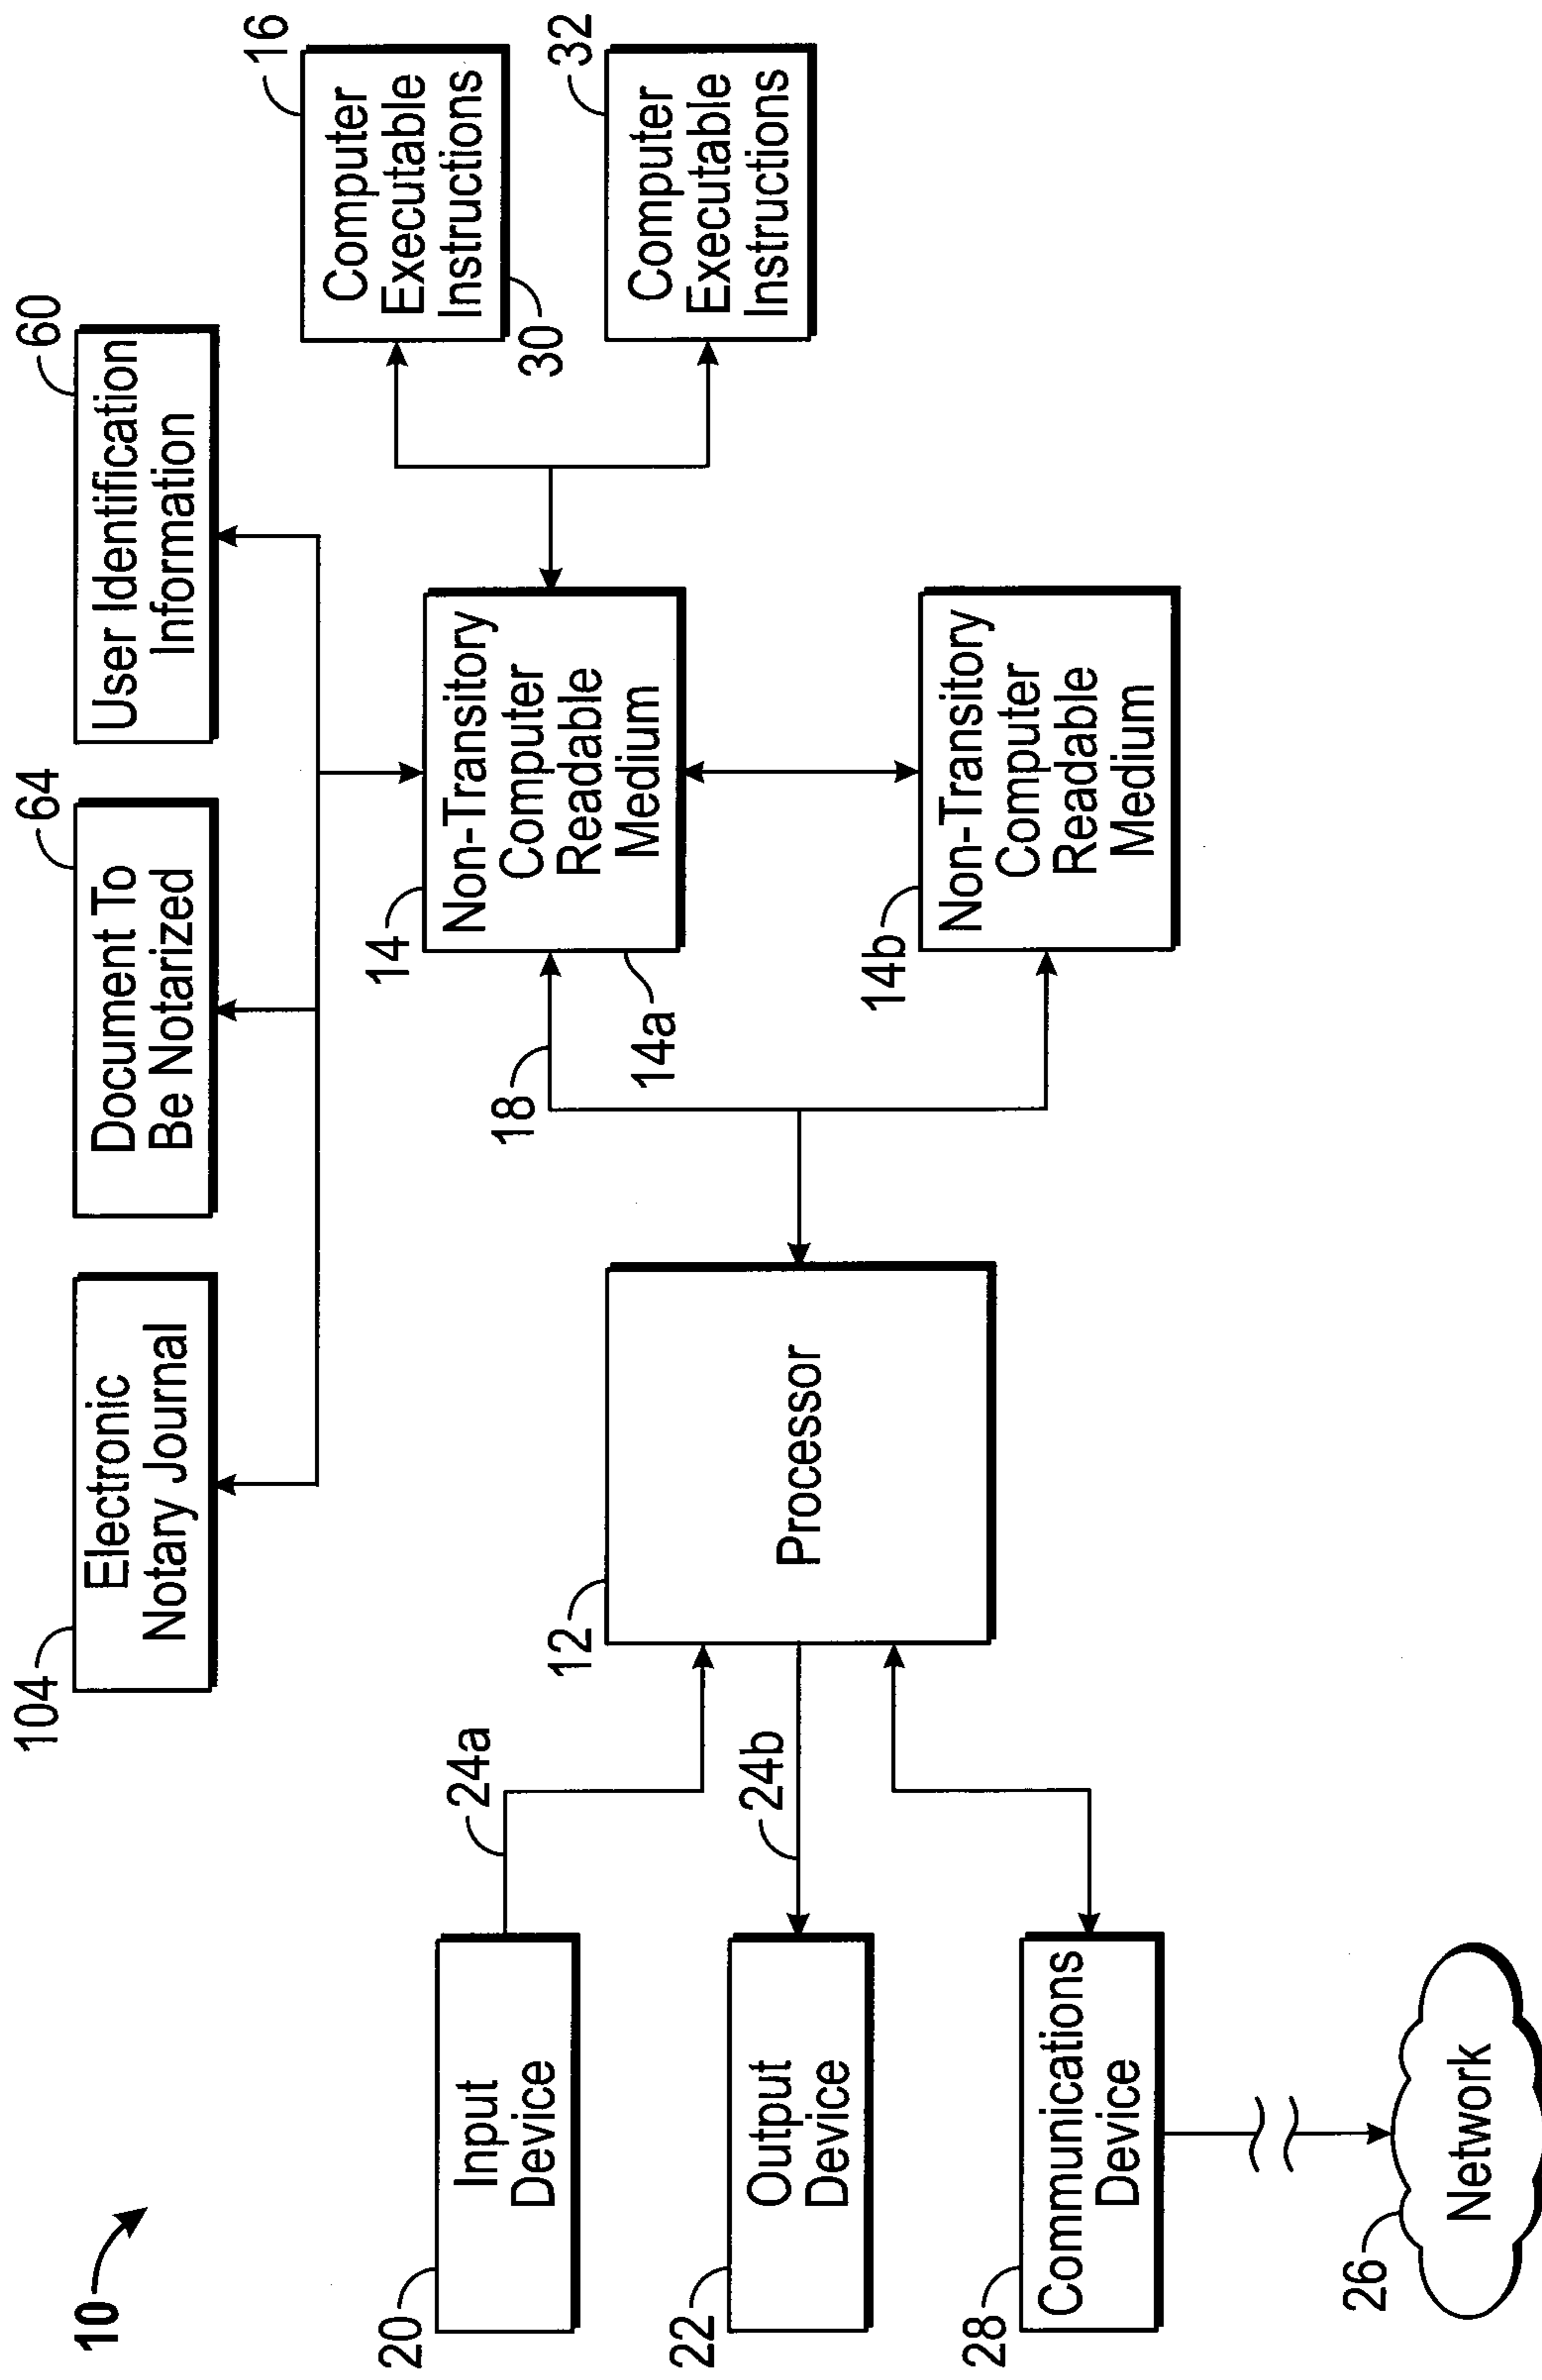 10
104
Electronic
Notary Journal
64
Document To
Be Notarized
60
User Identification
Information
16
Computer
Executable
Instructions
30
32
Computer
Executable
Instructions
14
Non-Transitory
Computer
Readable
Medium
14a
18
14b
Non-Transitory
Computer
Readable
Medium
12
Processor
24a
24b
20
Input
Device
22
Output
Device
28
Communications
Device
26
Network